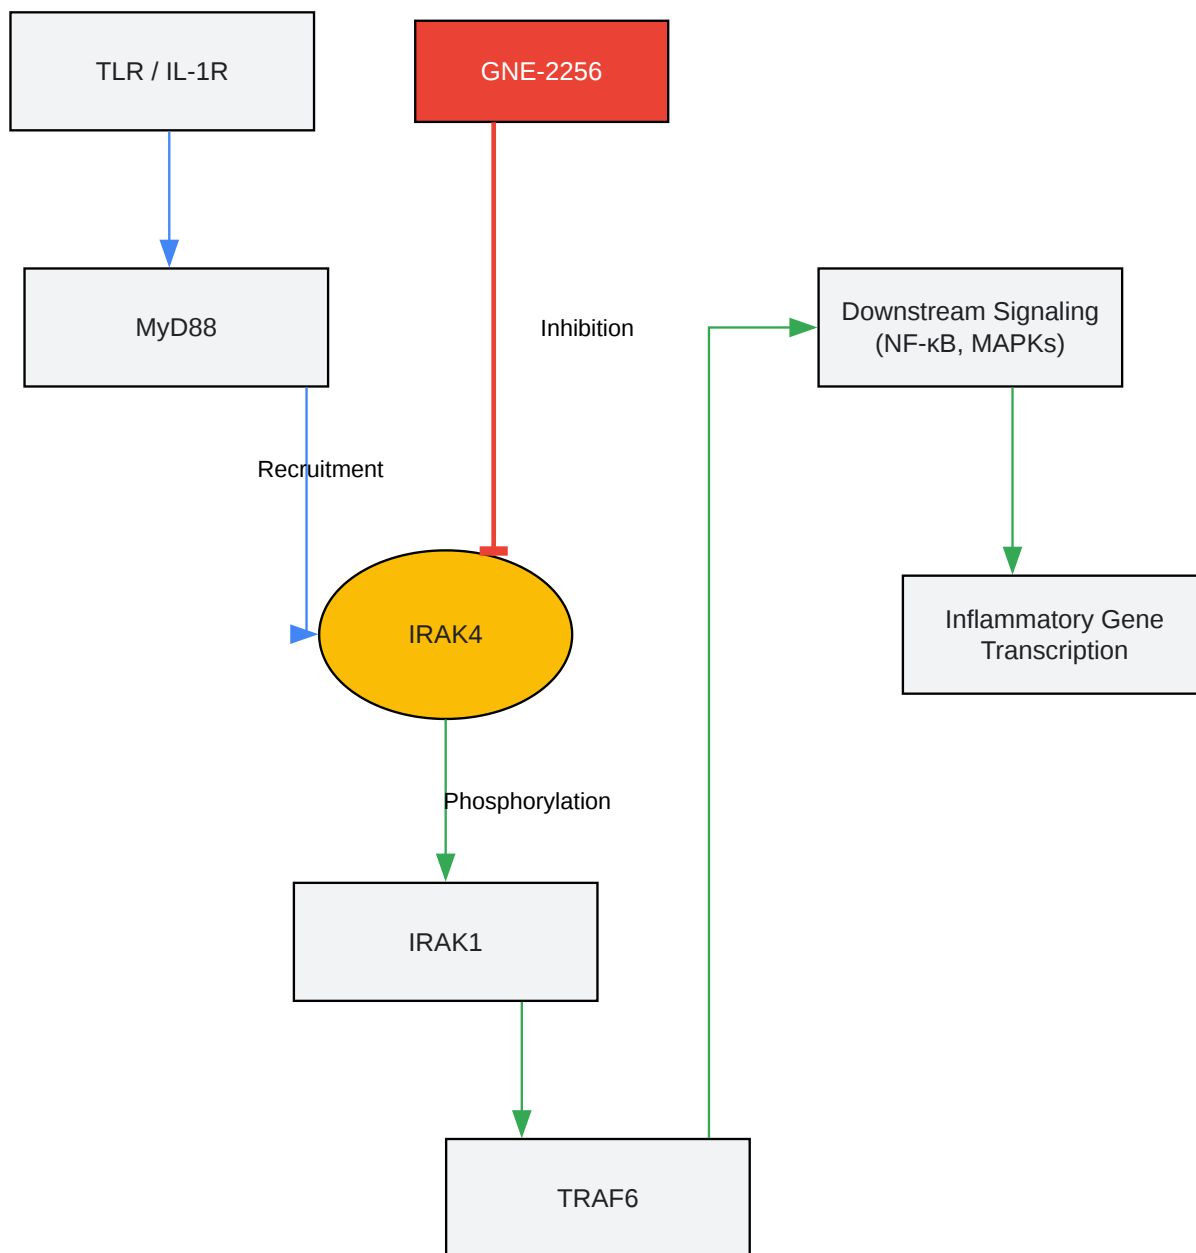 TLR / IL-1R
GNE-2256
MyD88
Inhibition
Downstream Signaling
(NF-κB, MAPKs)
Recruitment
IRAK4
Inflammatory Gene
Transcription
Phosphorylation
IRAK1
TRAF6